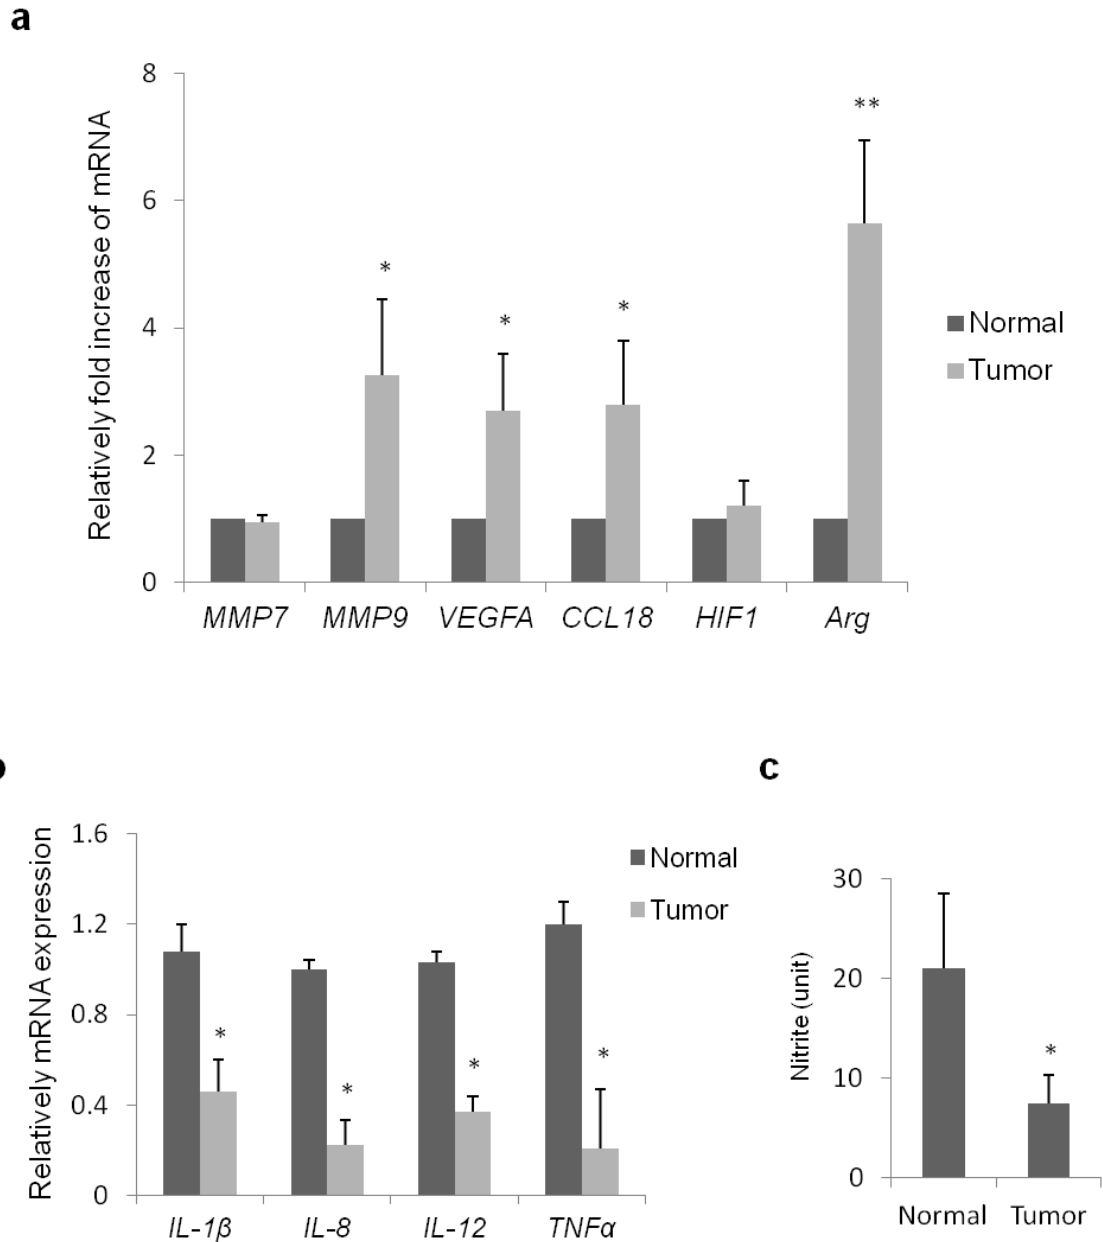 a
8
6
4
2
0
Relatively fold increase of mRNA
*
*
*
**
Normal
Tumor
MMP7 MMP9 VEGFA CCL18 HIF1 Arg
c
1.6
1.2
0.8
0.4
0
Relatively mRNA expression
*
*
*
*
Normal
Tumor
IL-1β IL-8 IL-12 TNFα
30
20
10
0
Nitrite (unit)
*
Normal Tumor